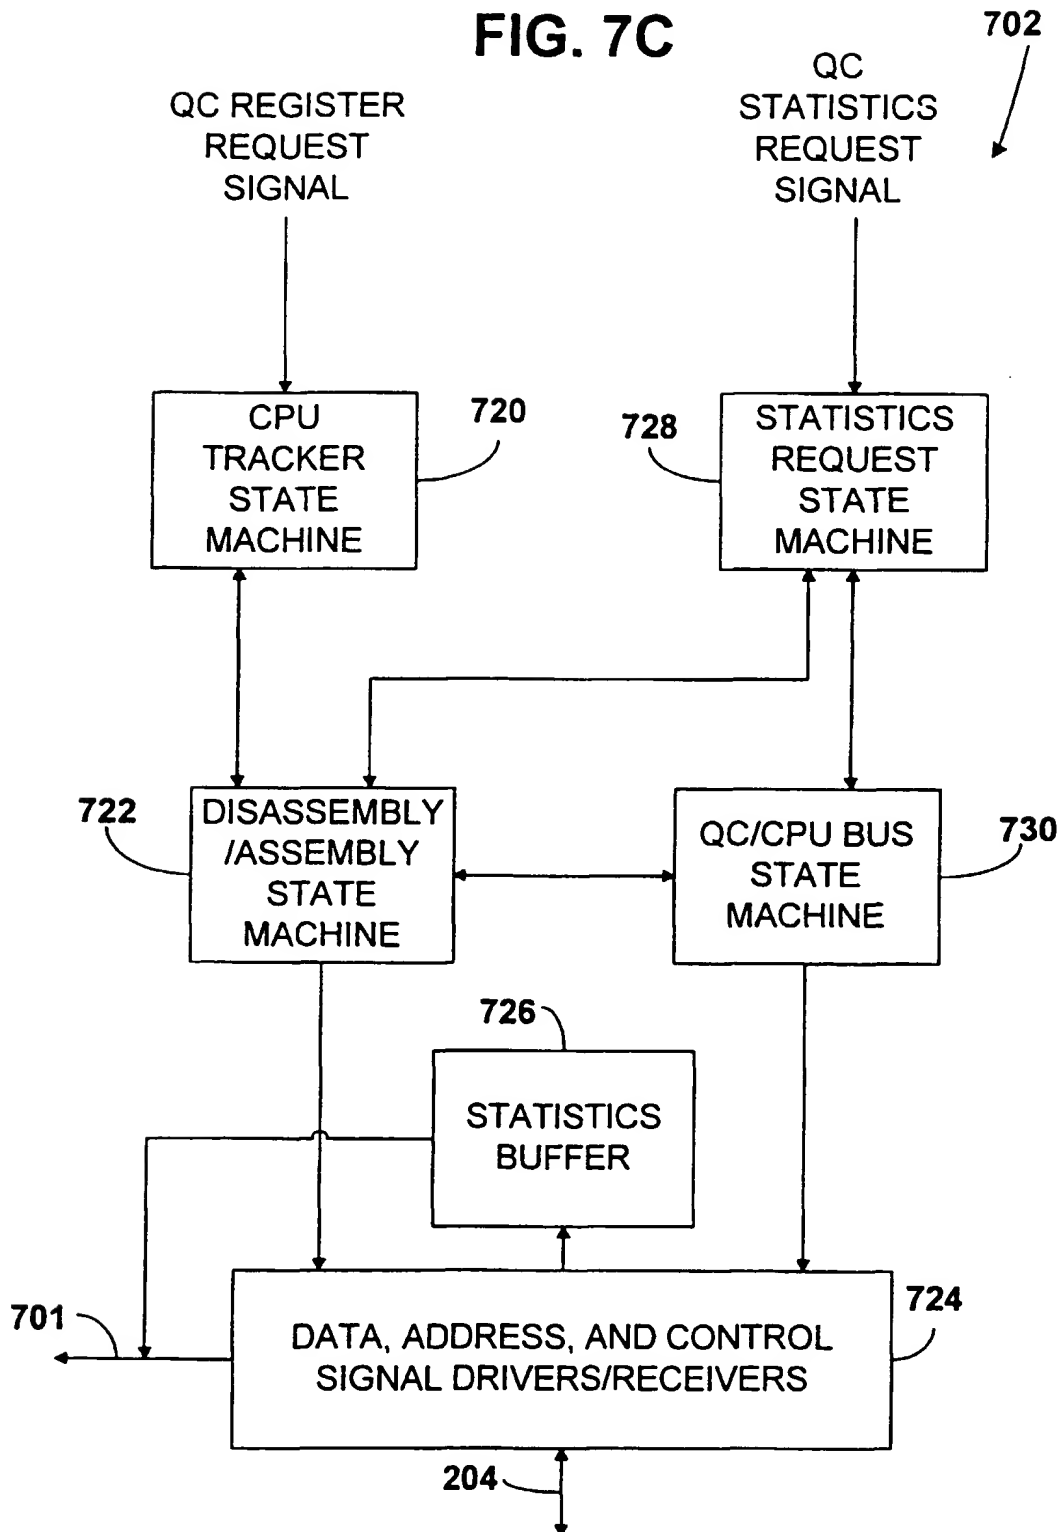 FIG. 7C
702
QC REGISTER
REQUEST
SIGNAL
QC
STATISTICS
REQUEST
SIGNAL
CPU
TRACKER
STATE
MACHINE
720
728
STATISTICS
REQUEST
STATE
MACHINE
722
DISASSEMBLY
/ASSEMBLY
STATE
MACHINE
QC/CPU BUS
STATE
MACHINE
730
726
STATISTICS
BUFFER
701
DATA, ADDRESS, AND CONTROL
SIGNAL DRIVERS/RECEIVERS
724
204